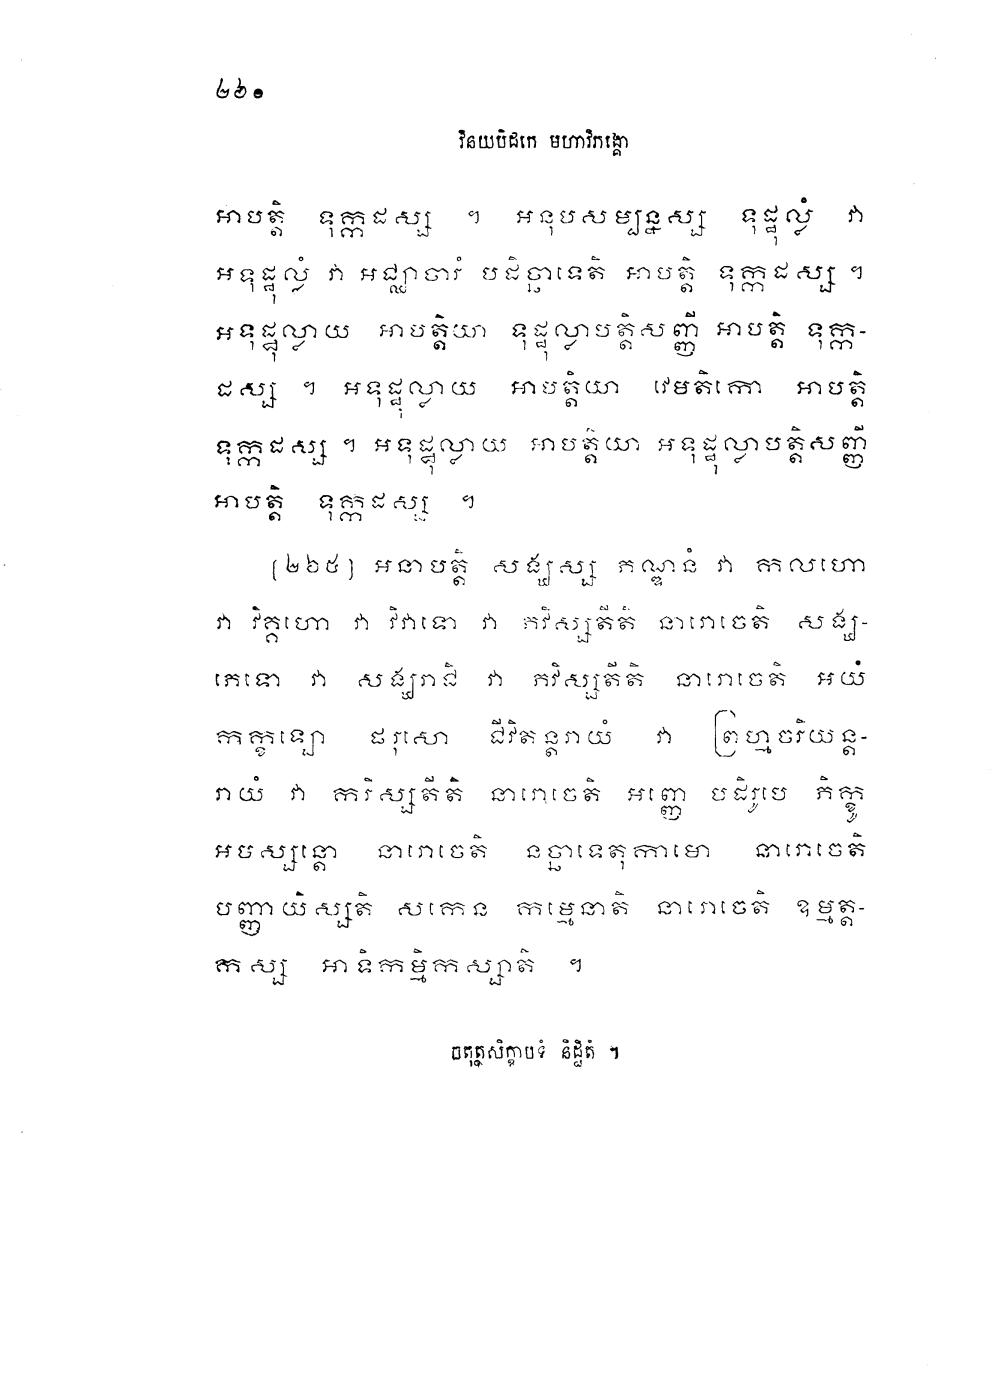 ២៦១
វិនយបិដកេ មហាវិភង្គោ
អាបត្តិ ទុក្កដស្ស ។ អនុបសម្បន្នស្ស ទុដ្ឋុល្លំ វា
អទុដ្ឋុល្លំ វា អជ្ឈាចារំ បដិច្ឆាទេតិ អាបត្តិ ទុក្កដស្ស ។
អទុដ្ឋុល្លាយ អាបត្តិយា ទុដ្ឋុល្លាបត្តិសញ្ញី អាបត្តិ ទុក្ក-
ដស្ស ។ អទុដ្ឋុល្លាយ អាបត្តិយា វេមតិកោ អាបត្តិ
ទុក្កដស្ស ។ អទុដ្ឋុល្លាយ អាបត្តិយា អទុដ្ឋុល្លាបត្តិសញ្ញី
អាបត្តិ ទុក្កដស្ស ។
[២៦៥] អនាបត្តិ សង្ឃស្ស ភណ្ឌនំ វា កលហោ
វា វិគ្គហោ វា វិវាទោ វា ភវិស្សតីតិ នារោចេតិ សង្ឃ-
ភេទោ វា សង្ឃរាជិ វា ភវិស្សតីតិ នារោចេតិ អយំ
កក្ខឡោ ផរុសោ ជីវិតន្តរាយំ វា ព្រហ្មចរិយន្ត-
រាយំ វា ករិស្សតីតិ នារោចេតិ អញ្ញេ បដិរូបេ ភិក្ខូ
អបស្សន្តោ នារោចេតិ នច្ឆាទេតុកាមោ នារោចេតិ
បញ្ញាយិស្សតិ សកេន កម្មេនាតិ នារោចេតិ ឧម្មត្ត-
កស្ស អាទិកម្មិកស្សាតិ ។
ចតុត្ថសិក្ខាបទំ និដ្ឋិតំ ។